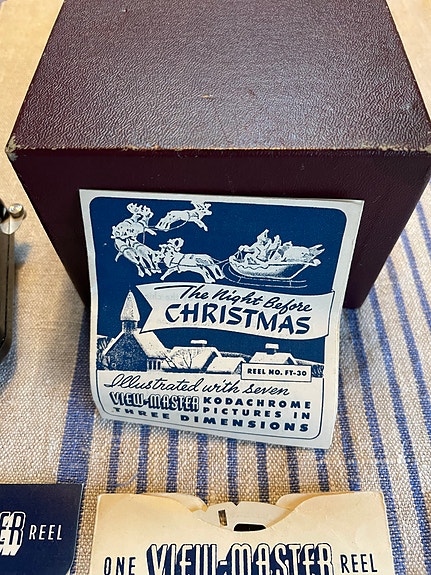 The Night Before
CHRISTMAS
REEL NO. FT-30
Illustrated with seven
VIEW-MASTER KODACHROME
PICTURES IN
THREE DIMENSIONS
REEL
ONE VIEW-MASTER REEL